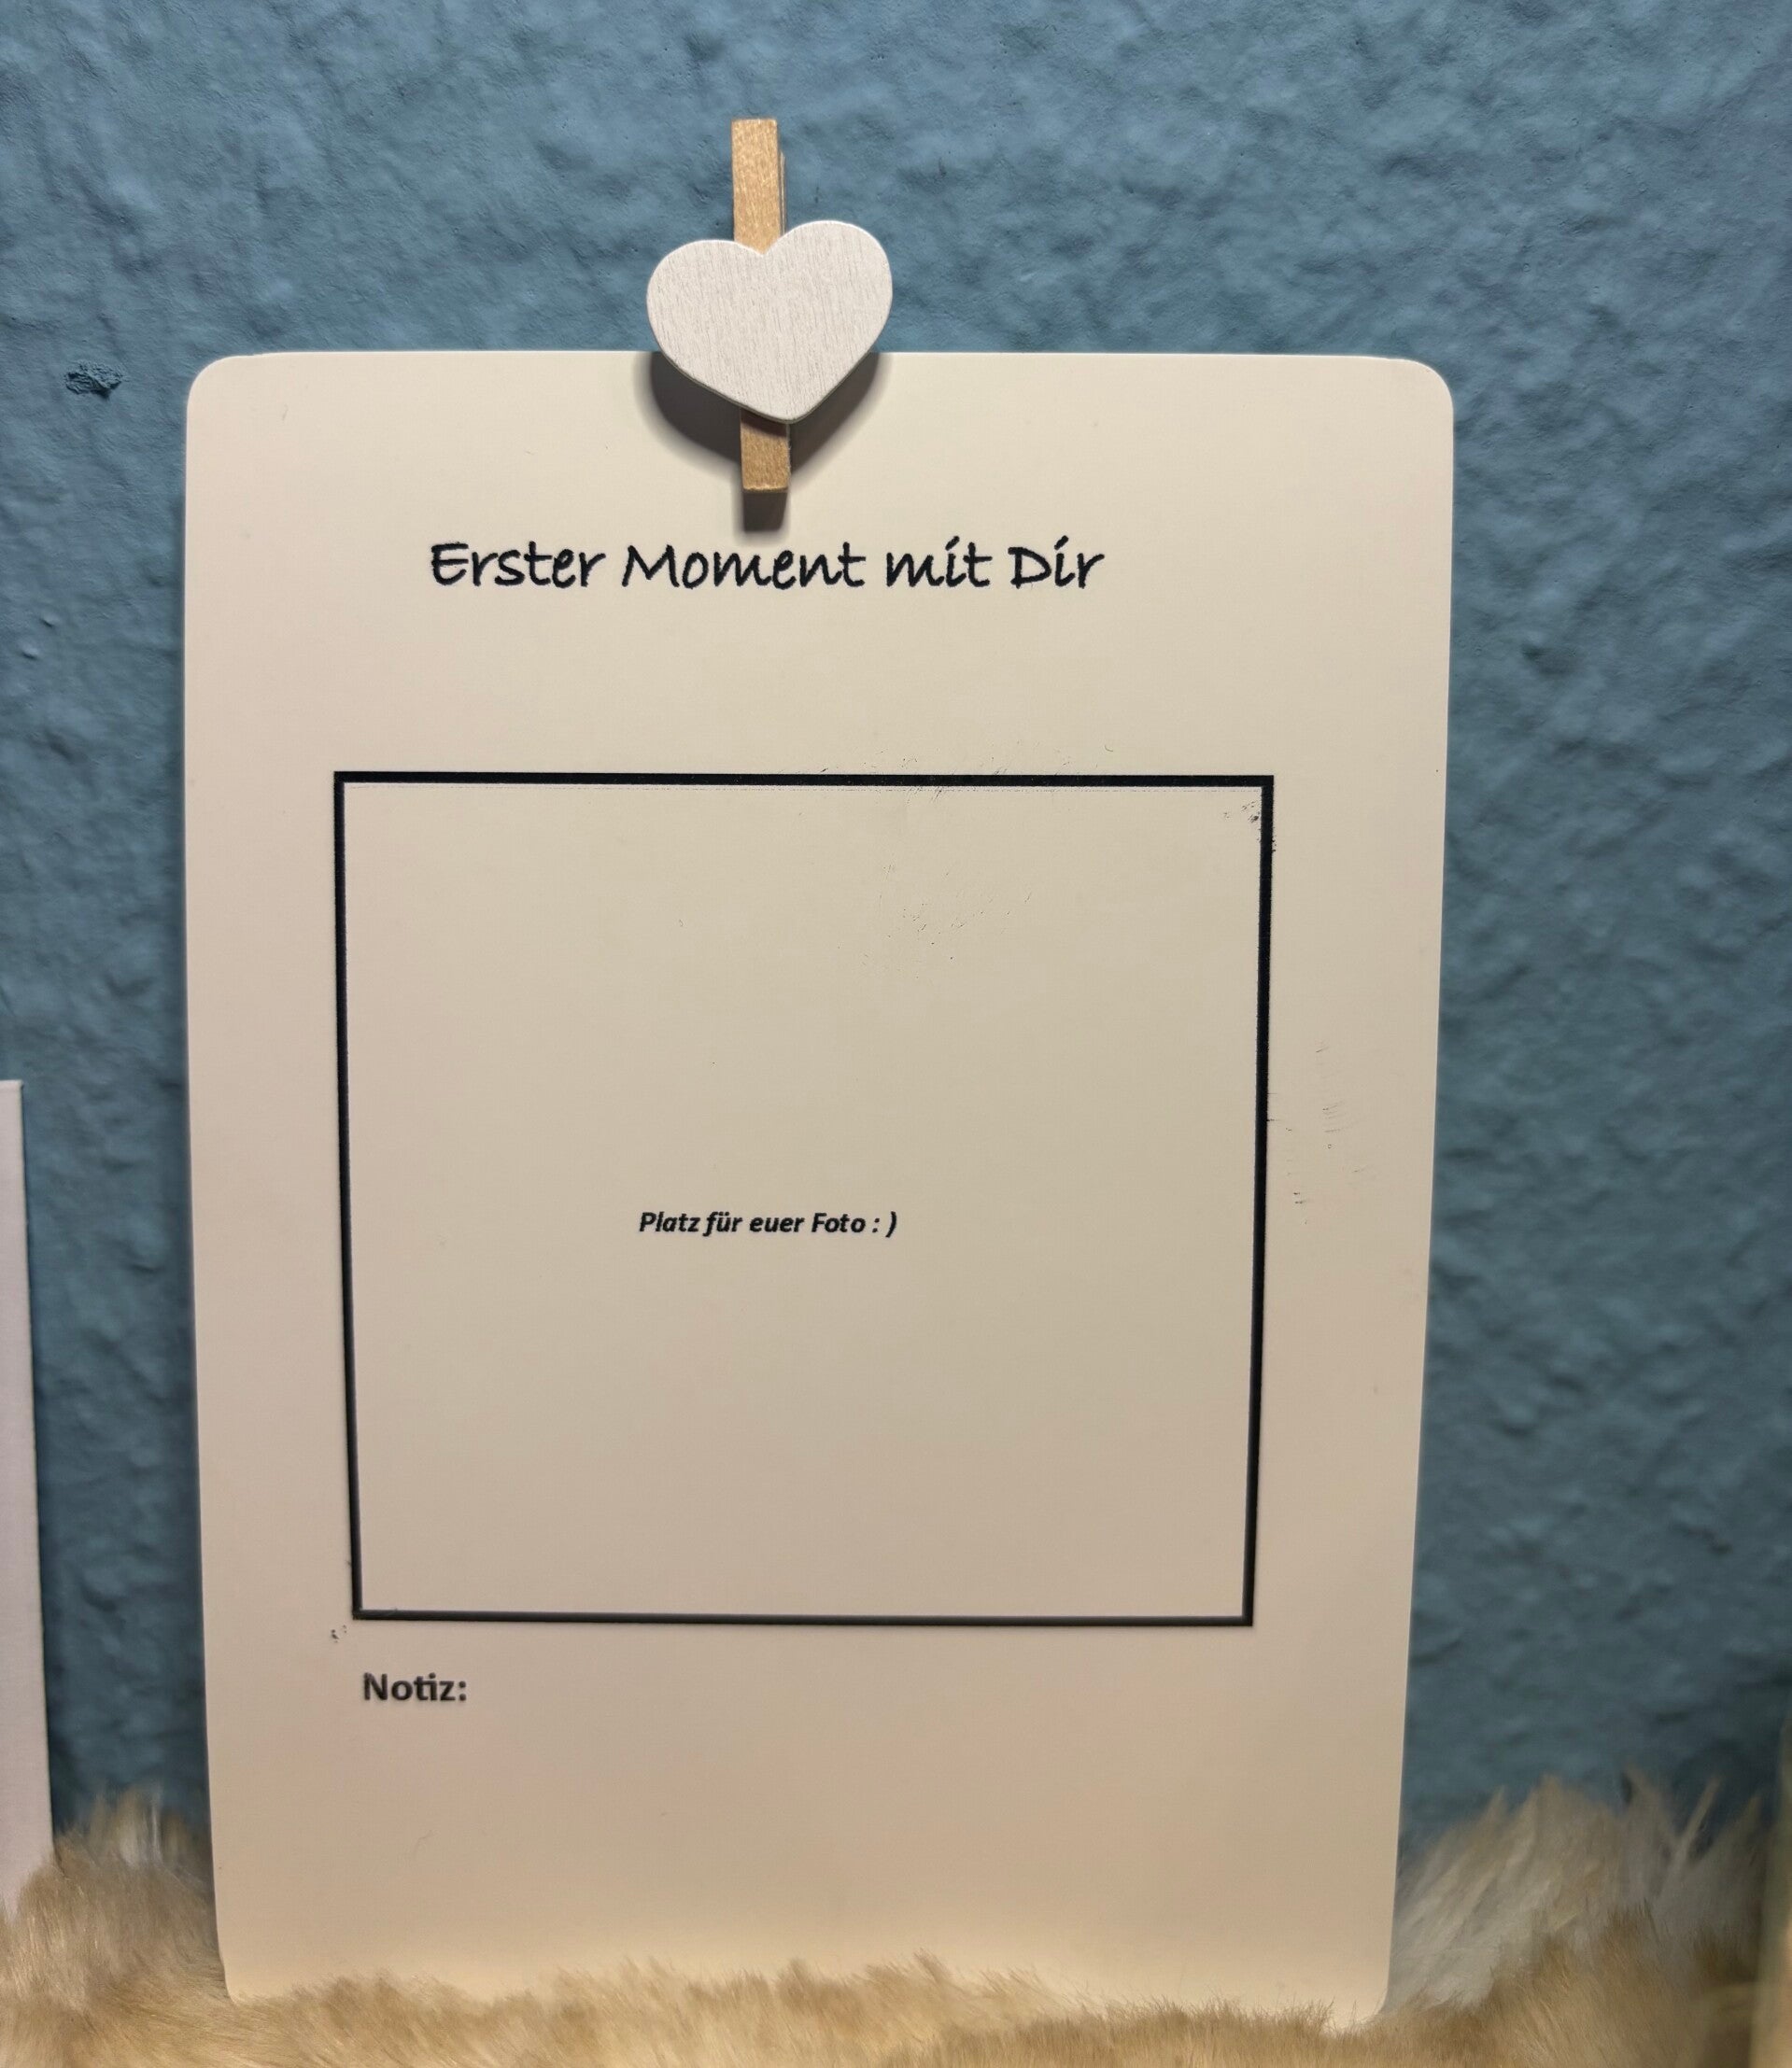 Erster Moment mit Dir
Platz für euer Foto : )
Notiz: